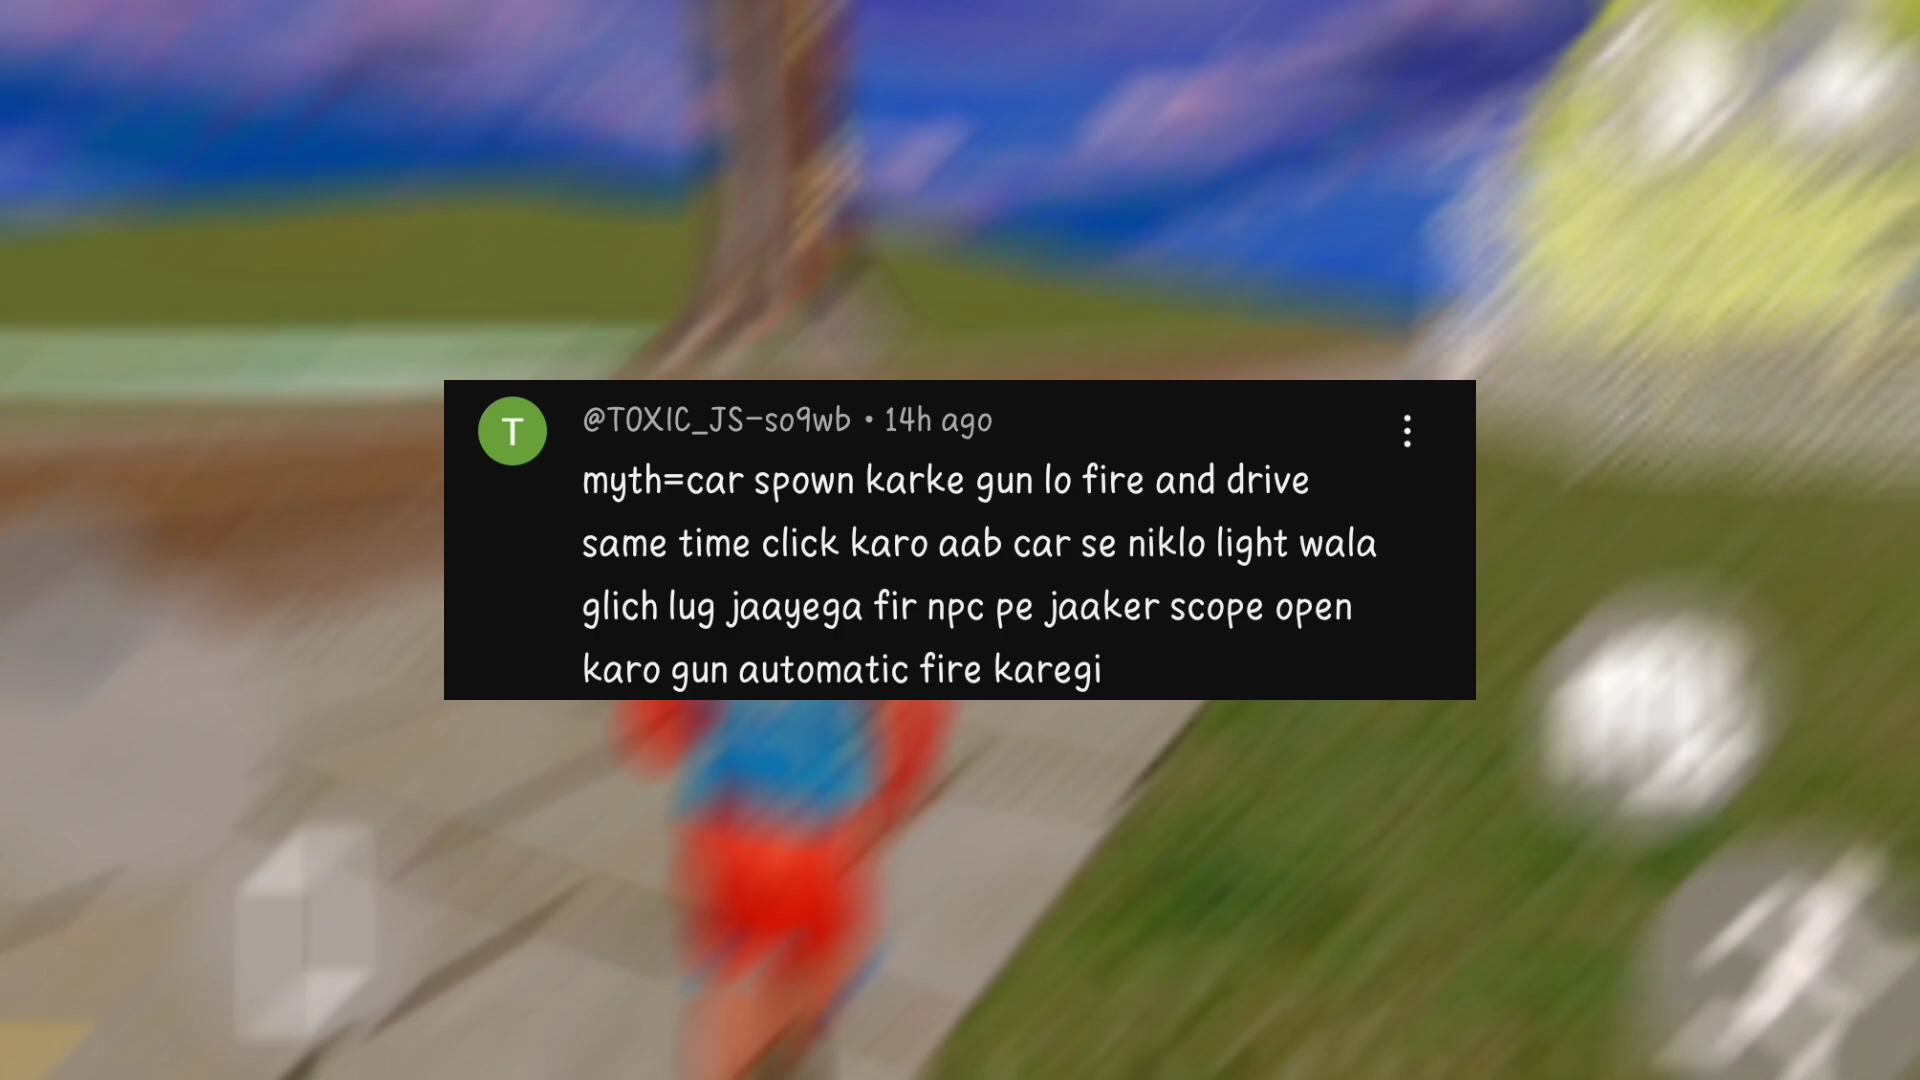 T
@TOXIC_JS-so9wb • 14h ago
myth=car spown karke gun lo fire and drive
same time click karo aab car se niklo light wala
glich lug jaayega fir npc pe jaaker scope open
karo gun automatic fire karegi